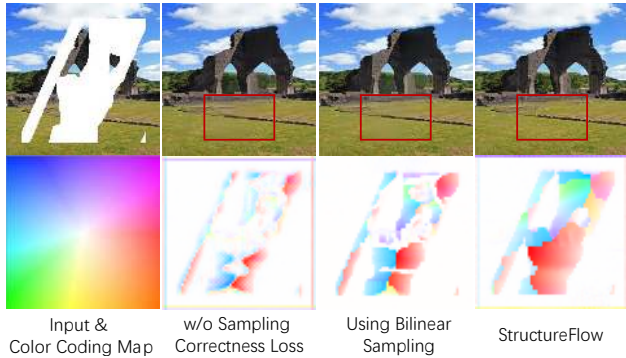 Input &
Color Coding Map
w/o Sampling
Correctness Loss
Using Bilinear
Sampling
StructureFlow